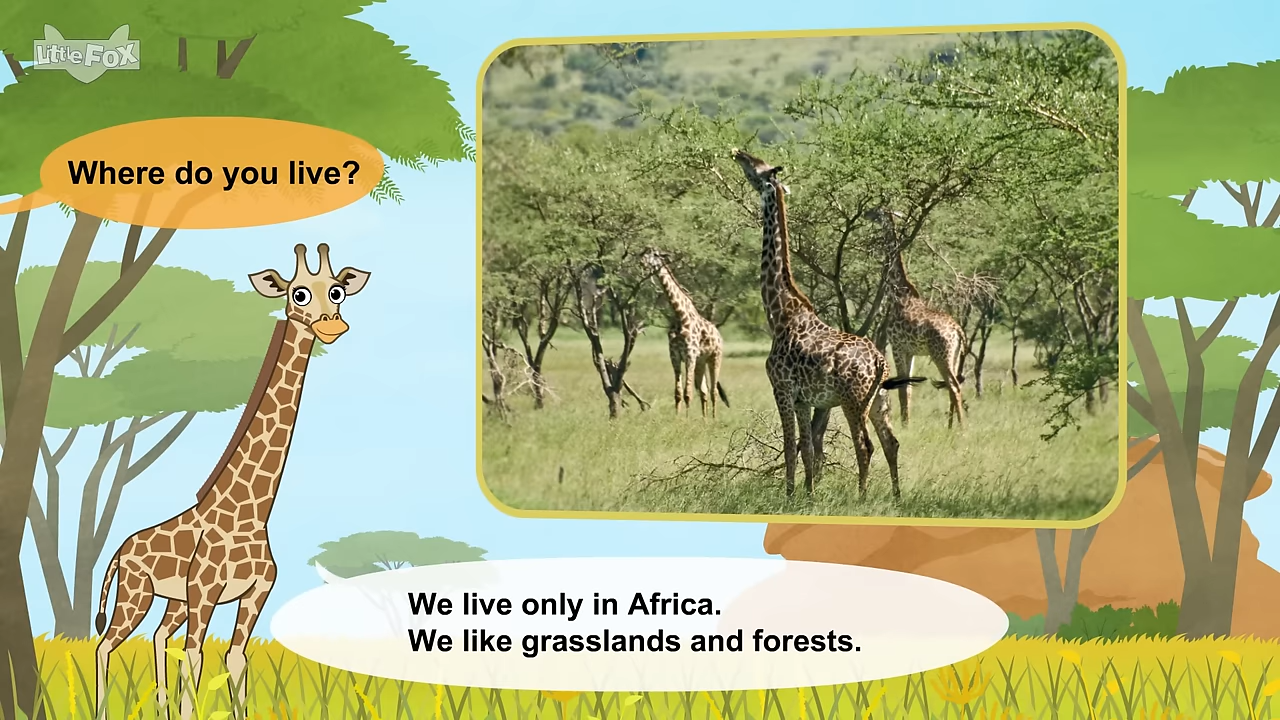 Little Fox
Where do you live?
We live only in Africa.
We like grasslands and forests.